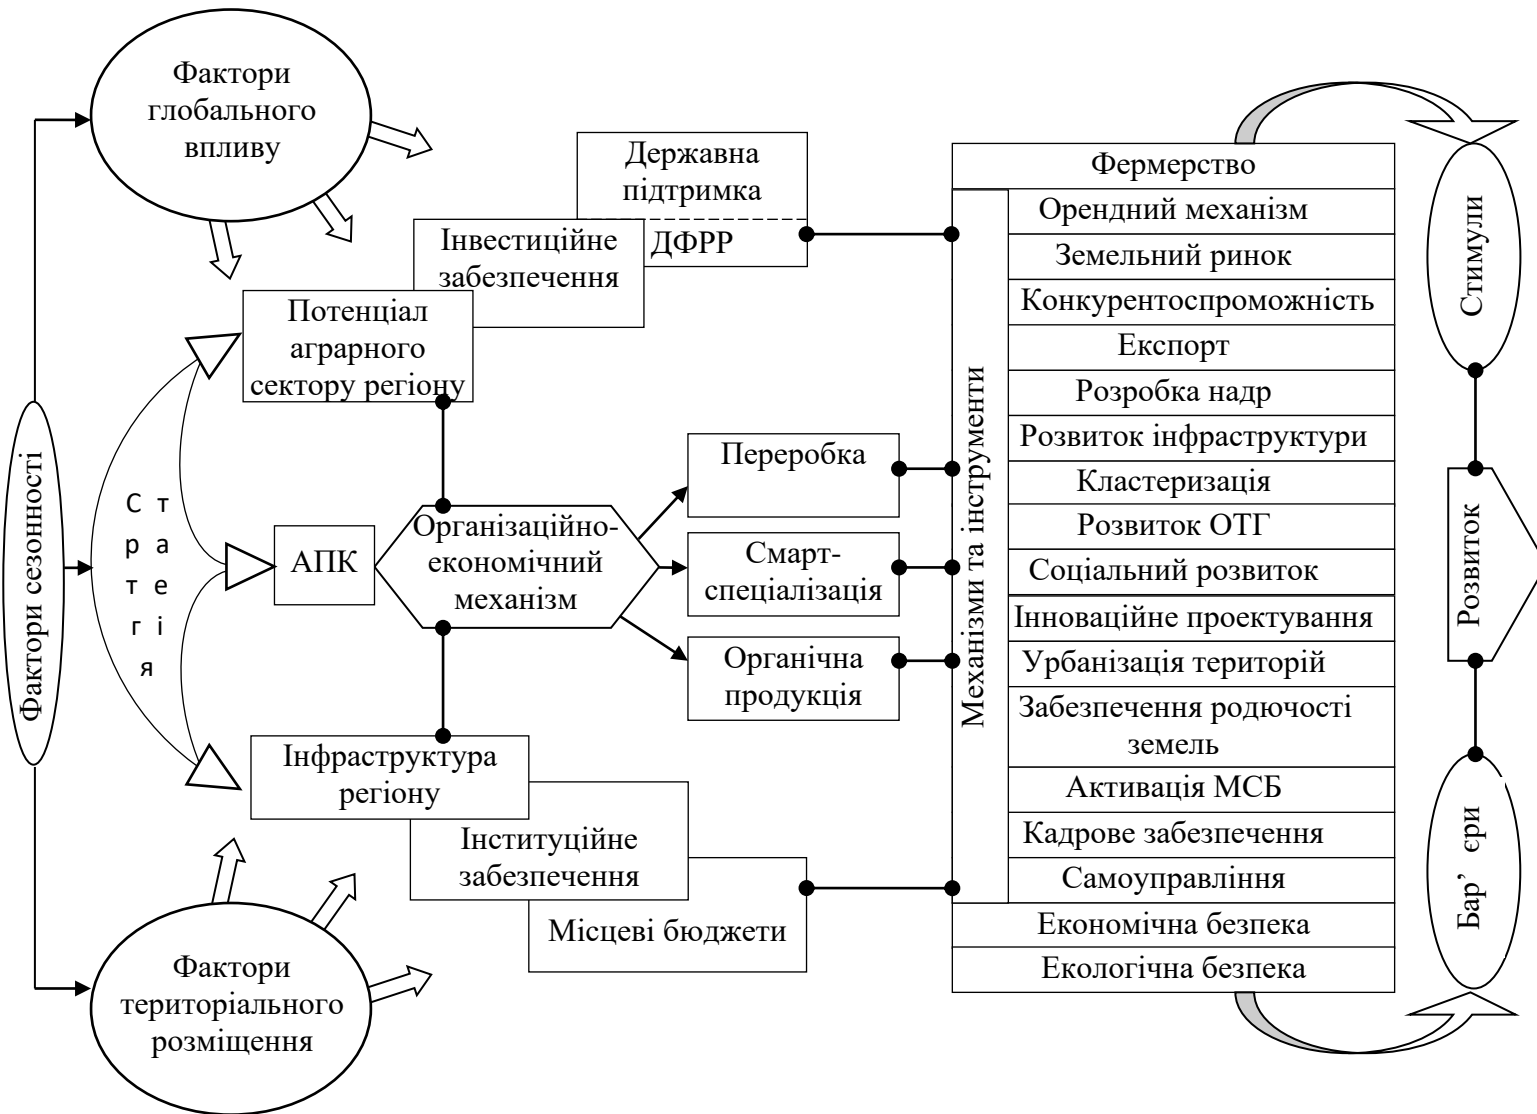 Фактори
глобального
впливу
Державна
підтримка
ДФРР
Інвестиційне
забезпечення
Потенціал
аграрного
сектору регіону
Фактори сезонності
С т
р а
т е
г і
я
АПК
Організаційно-
економічний
механізм
Переробка
Смарт-
спеціалізація
Органічна
продукція
Інфраструктура
регіону
Інституційне
забезпечення
Місцеві бюджети
Фактори
територіального
розміщення
Механізми та інструменти
Фермерство
Орендний механізм
Земельний ринок
Конкурентоспроможність
Експорт
Розробка надр
Розвиток інфраструктури
Кластеризація
Розвиток ОТГ
Соціальний розвиток
Інноваційне проектування
Урбанізація територій
Забезпечення родючості
земель
Активація МСБ
Кадрове забезпечення
Самоуправління
Економічна безпека
Екологічна безпека
Стимули
Розвиток
Бар’ єри